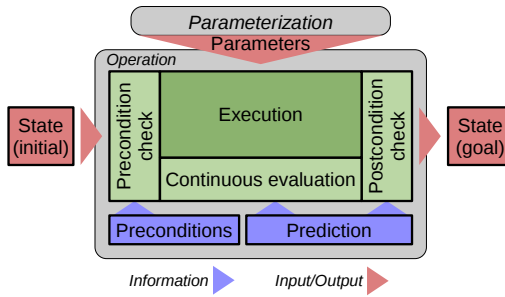 Parameterization
Parameters
Operation
State
(initial)
Precondition
check
Execution
Continuous evaluation
Postcondition
check
State
(goal)
Preconditions
Prediction
Information
Input/Output